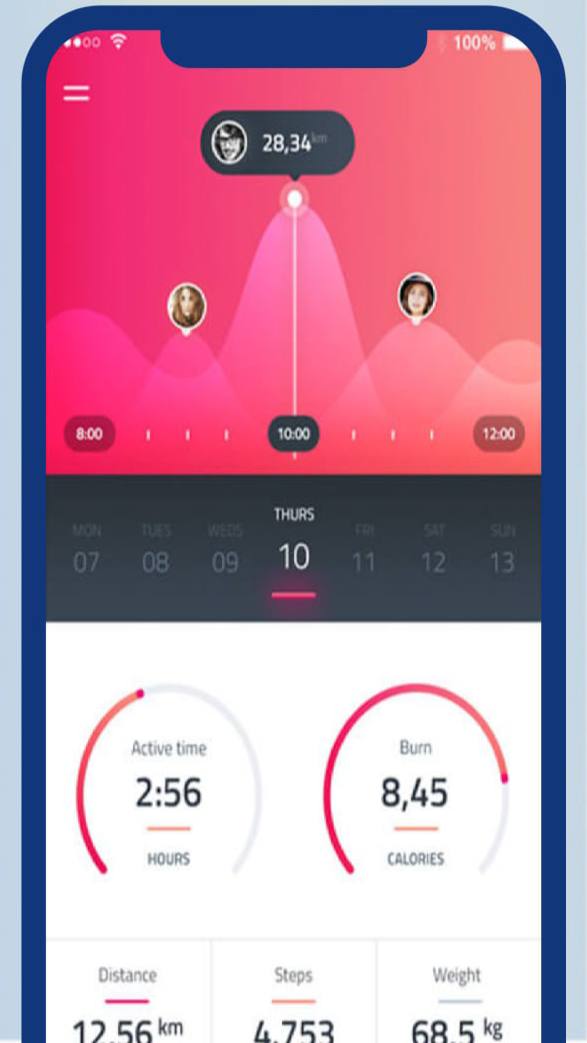 100%
28,34 km
8:00 10:00 12:00
THURS
MON TUES WEDS FRI SAT SUN
07 08 09 10 11 12 13
Active time Burn
2:56 8,45
HOURS CALORIES
Distance Steps Weight
12,56 km 4,753 68,5 kg